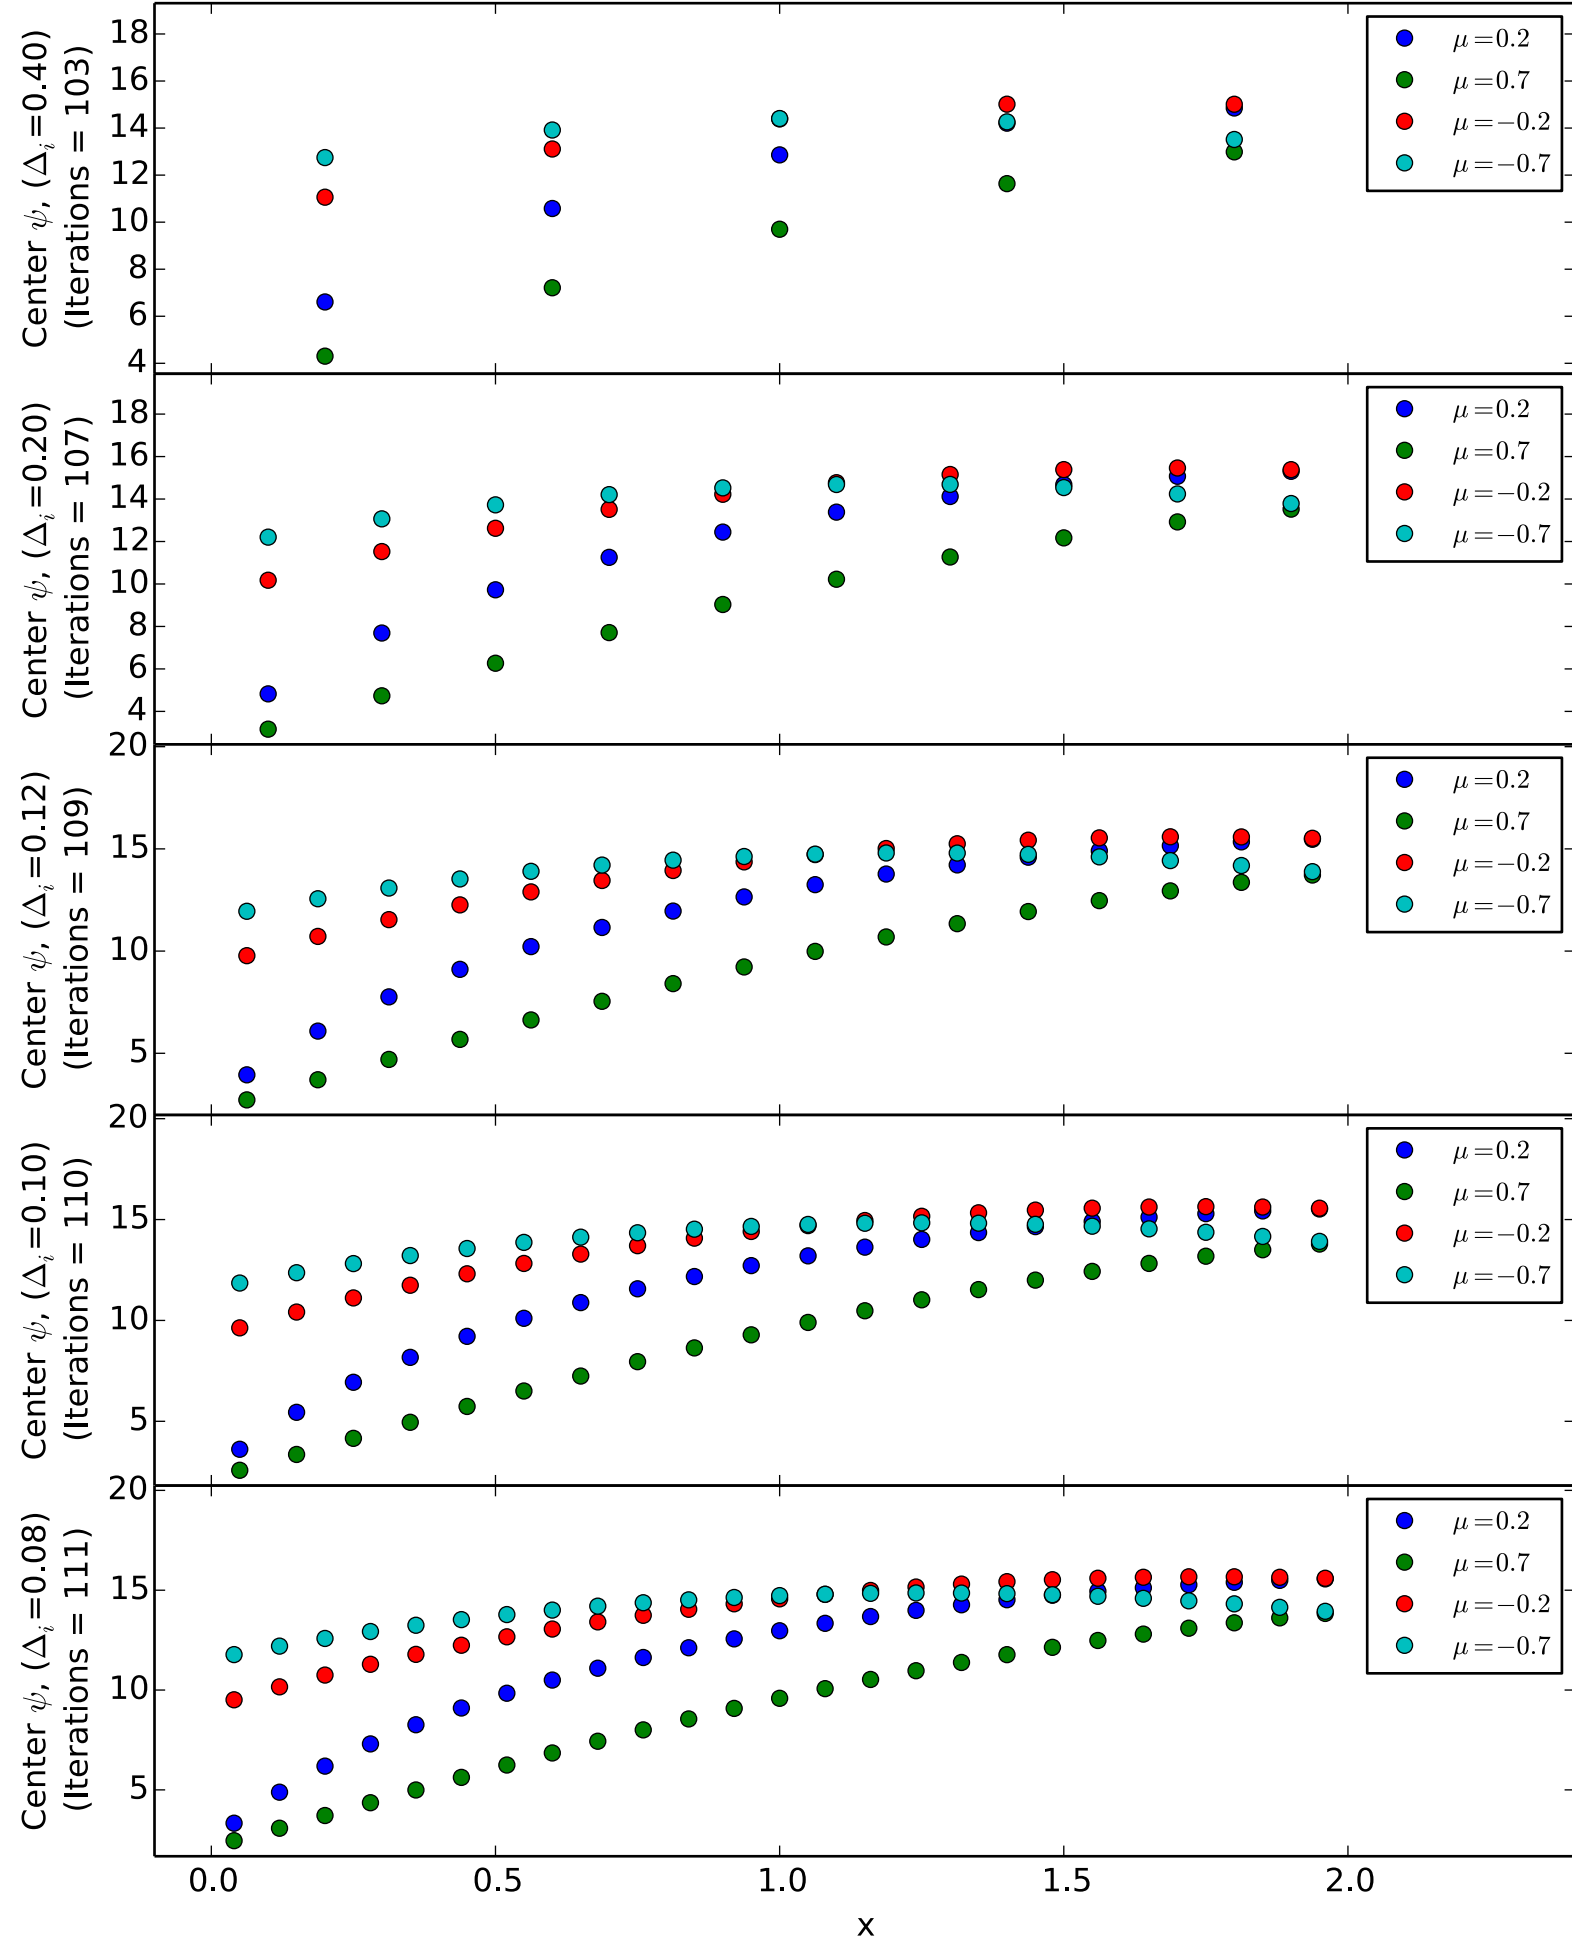 Center ψ, (Δᵢ=0.40)
(Iterations = 103)
18
16
14
12
10
8
6
4
μ=0.2
μ=0.7
μ=−0.2
μ=−0.7
Center ψ, (Δᵢ=0.20)
(Iterations = 107)
18
16
14
12
10
8
6
4
μ=0.2
μ=0.7
μ=−0.2
μ=−0.7
Center ψ, (Δᵢ=0.12)
(Iterations = 109)
20
15
10
5
μ=0.2
μ=0.7
μ=−0.2
μ=−0.7
Center ψ, (Δᵢ=0.10)
(Iterations = 110)
20
15
10
5
μ=0.2
μ=0.7
μ=−0.2
μ=−0.7
Center ψ, (Δᵢ=0.08)
(Iterations = 111)
20
15
10
5
μ=0.2
μ=0.7
μ=−0.2
μ=−0.7
0.0 0.5 1.0 1.5 2.0
x